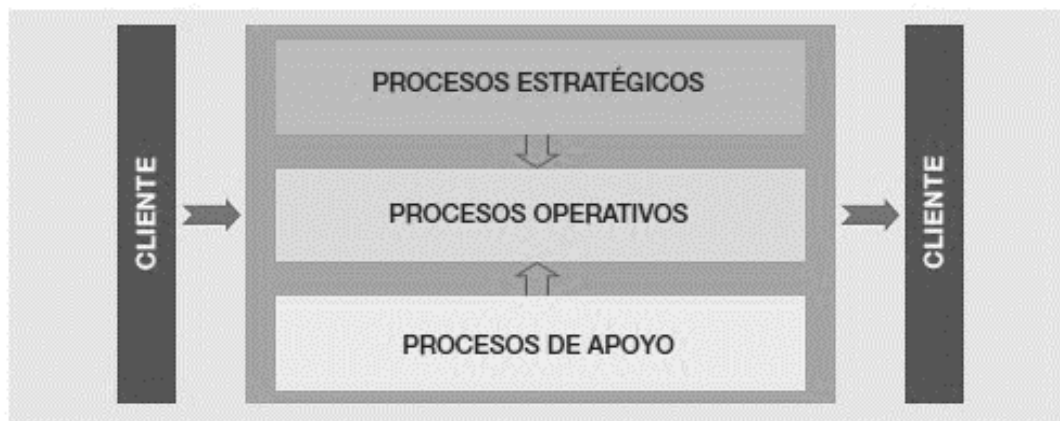 CLIENTE
PROCESOS ESTRATÉGICOS
PROCESOS OPERATIVOS
PROCESOS DE APOYO
CLIENTE